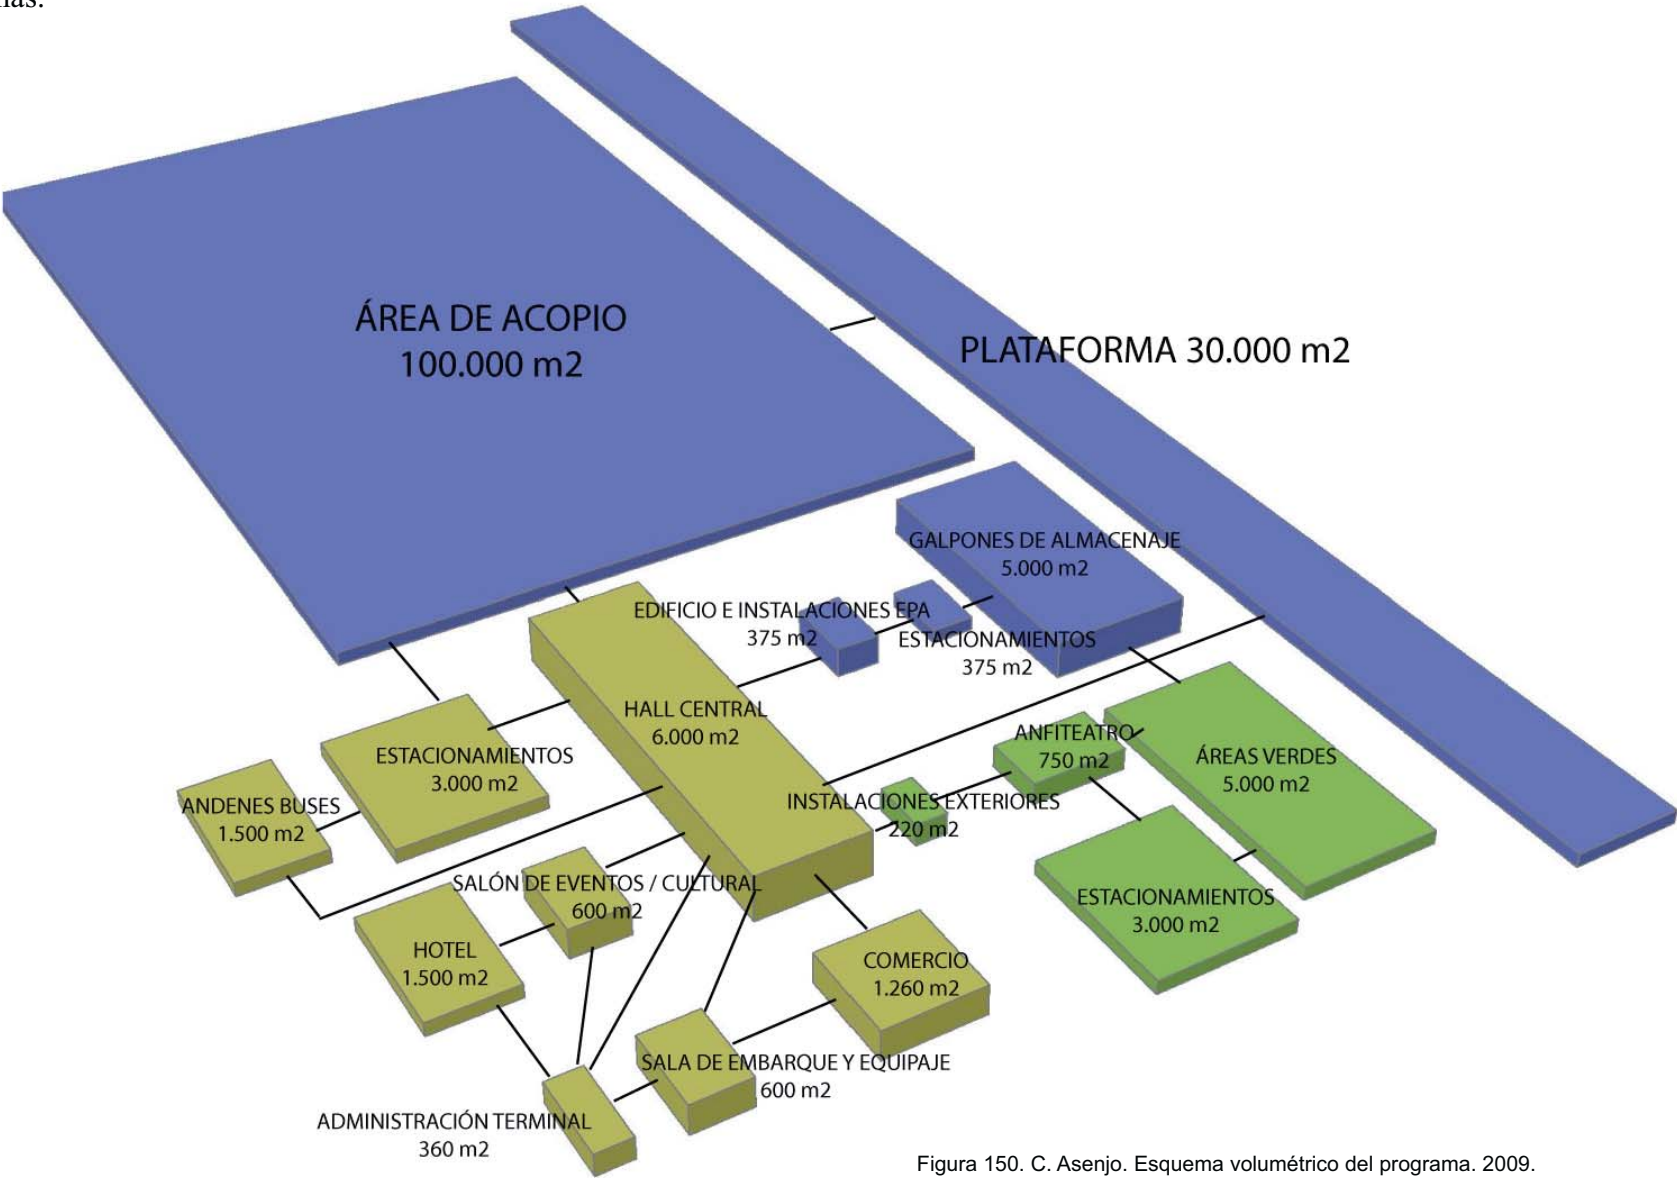 ÁREA DE ACOPIO
100.000 m2
PLATAFORMA 30.000 m2
GALPONES DE ALMACENAJE
5.000 m2
EDIFICIO E INSTALACIONES EPA
375 m2
ESTACIONAMIENTOS
375 m2
HALL CENTRAL
6.000 m2
ESTACIONAMIENTOS
3.000 m2
ANFITEATRO
750 m2
ÁREAS VERDES
5.000 m2
ANDENES BUSES
1.500 m2
INSTALACIONES EXTERIORES
220 m2
SALÓN DE EVENTOS / CULTURAL
600 m2
ESTACIONAMIENTOS
3.000 m2
HOTEL
1.500 m2
COMERCIO
1.260 m2
SALA DE EMBARQUE Y EQUIPAJE
600 m2
ADMINISTRACIÓN TERMINAL
360 m2
Figura 150. C. Asenjo. Esquema volumétrico del programa. 2009.